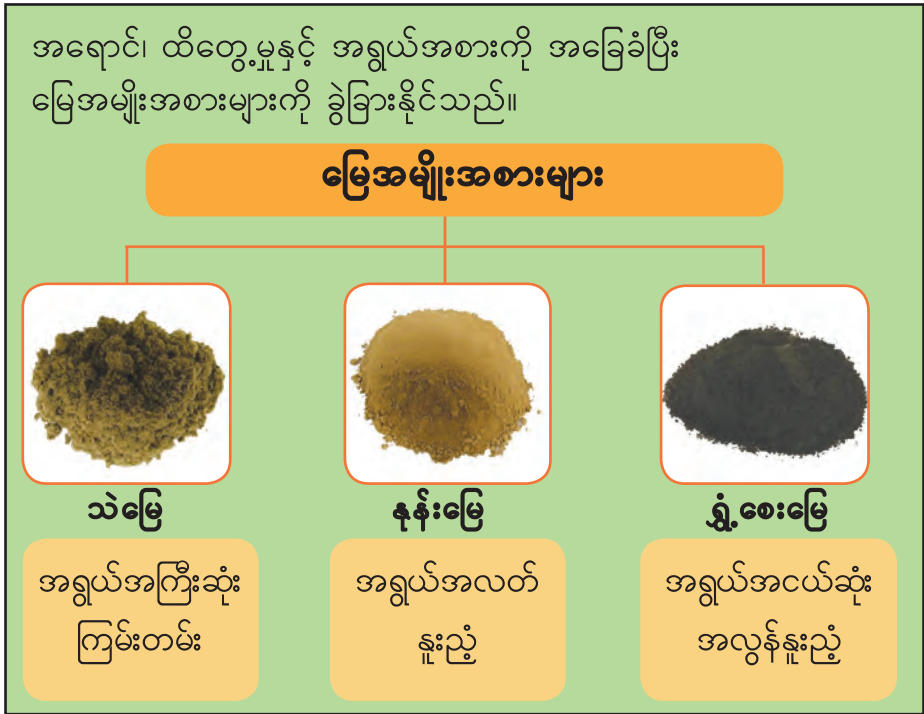 အရောင်၊ ထိတွေ့မှုနှင့် အရွယ်အစားကို အခြေခံပြီး
မြေအမျိုးအစားများကို ခွဲခြားနိုင်သည်။
မြေအမျိုးအစားများ
သဲမြေ
နုန်းမြေ
ရွှံ့စေးမြေ
အရွယ်အကြီးဆုံး
ကြမ်းတမ်း
အရွယ်အလတ်
နူးညံ့
အရွယ်အငယ်ဆုံး
အလွန်နူးညံ့